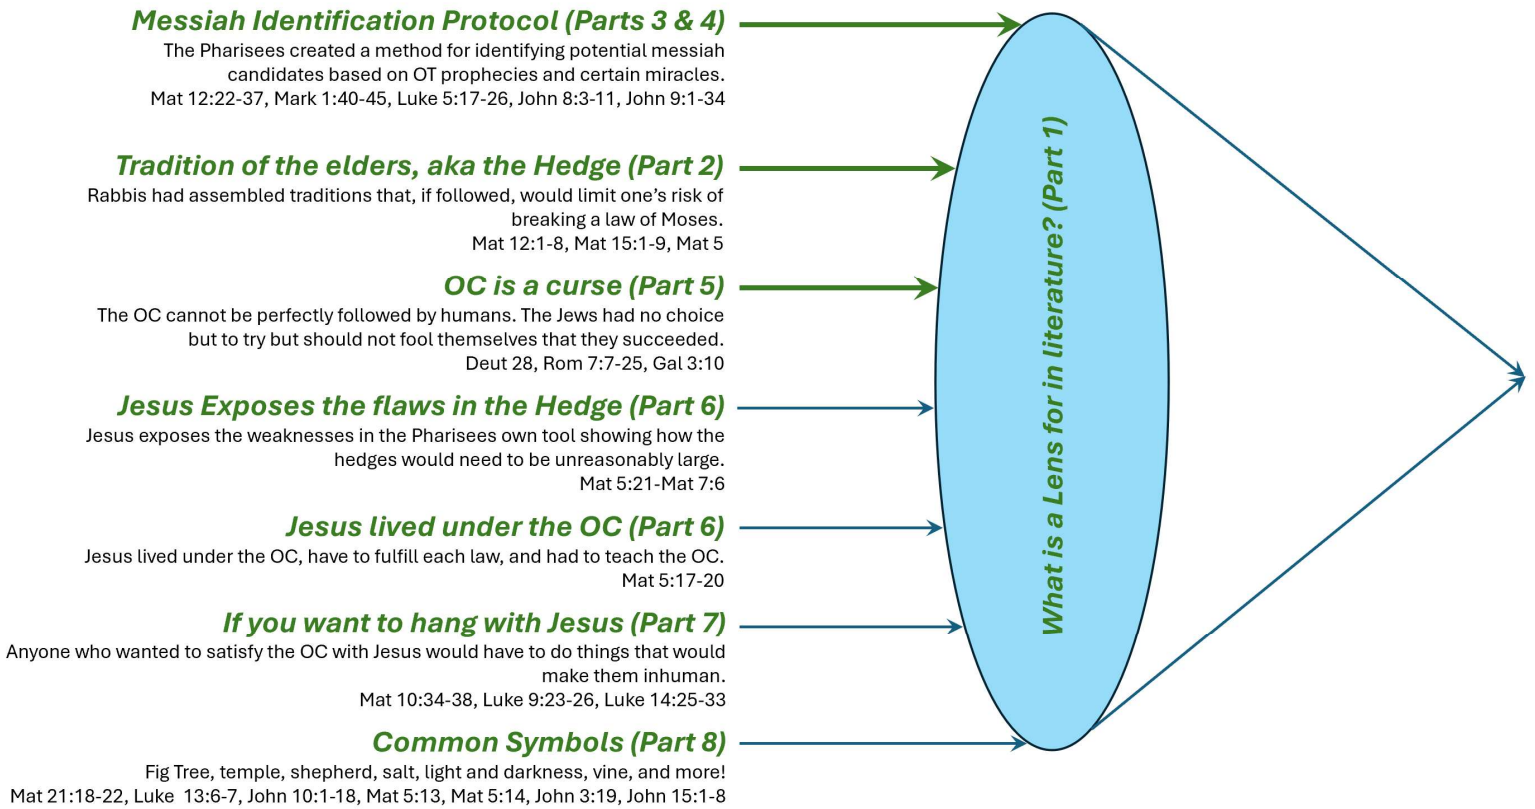 Messiah Identification Protocol (Parts 3 & 4)
The Pharisees created a method for identifying potential messiah
candidates based on OT prophecies and certain miracles.
Mat 12:22-37, Mark 1:40-45, Luke 5:17-26, John 8:3-11, John 9:1-34
Tradition of the elders, aka the Hedge (Part 2)
Rabbis had assembled traditions that, if followed, would limit one’s risk of
breaking a law of Moses.
Mat 12:1-8, Mat 15:1-9, Mat 5
OC is a curse (Part 5)
The OC cannot be perfectly followed by humans. The Jews had no choice
but to try but should not fool themselves that they succeeded.
Deut 28, Rom 7:7-25, Gal 3:10
Jesus Exposes the flaws in the Hedge (Part 6)
Jesus exposes the weaknesses in the Pharisees own tool showing how the
hedges would need to be unreasonably large.
Mat 5:21-Mat 7:6
Jesus lived under the OC (Part 6)
Jesus lived under the OC, have to fulfill each law, and had to teach the OC.
Mat 5:17-20
If you want to hang with Jesus (Part 7)
Anyone who wanted to satisfy the OC with Jesus would have to do things that would
make them inhuman.
Mat 10:34-38, Luke 9:23-26, Luke 14:25-33
Common Symbols (Part 8)
Fig Tree, temple, shepherd, salt, light and darkness, vine, and more!
Mat 21:18-22, Luke  13:6-7, John 10:1-18, Mat 5:13, Mat 5:14, John 3:19, John 15:1-8
What is a Lens for in literature? (Part 1)